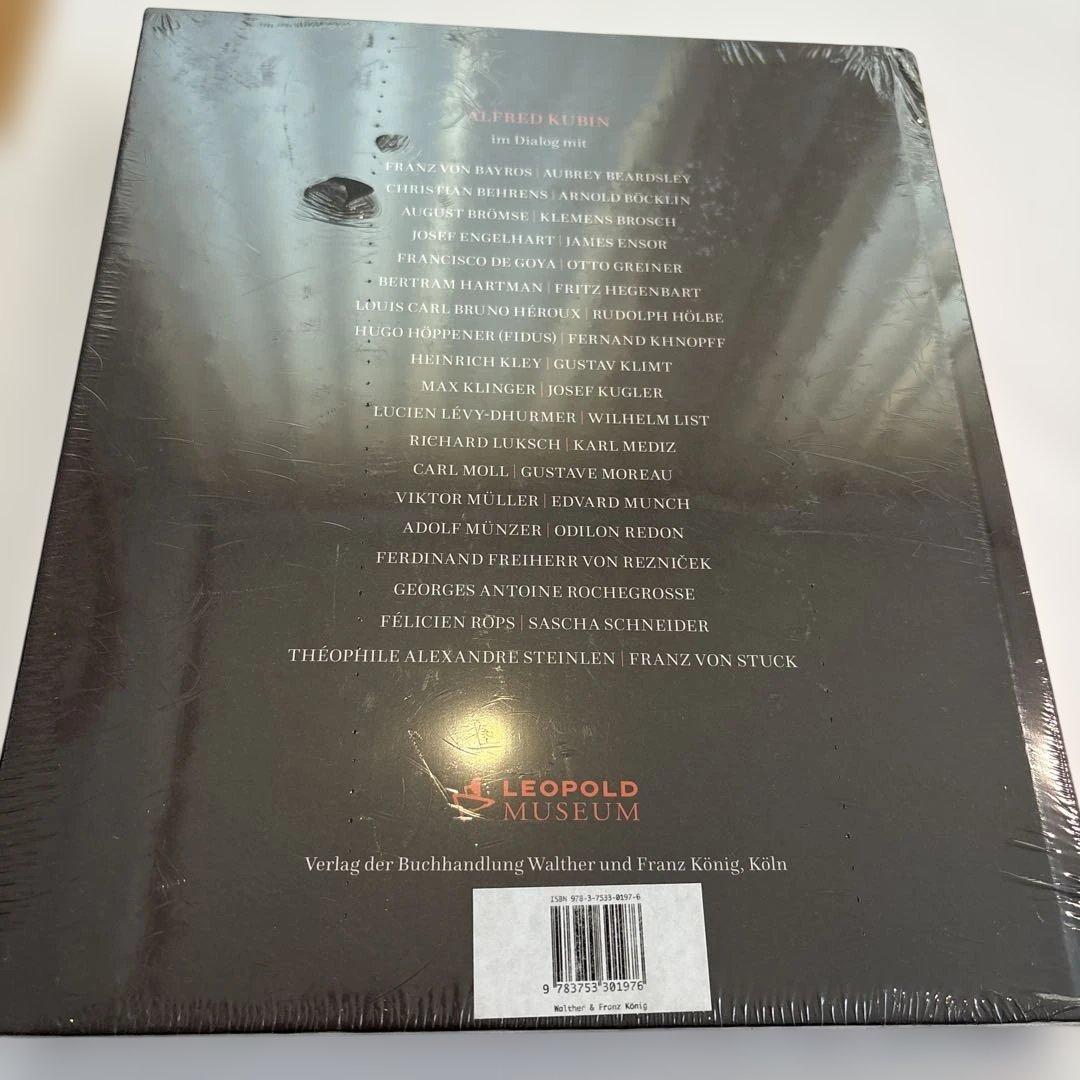 ALFRED KUBIN
im Dialog mit
FRANZ VON BAYROS | AUBREY BEARDSLEY
CHRISTIAN BEHRENS | ARNOLD BÖCKLIN
AUGUST BRÖMSE | KLEMENS BROSCH
JOSEF ENGELHART | JAMES ENSOR
FRANCISCO DE GOYA | OTTO GREINER
BERTRAM HARTMAN | FRITZ HEGENBART
LOUIS CARL BRUNO HÉROUX | RUDOLPH HÖLBE
HUGO HÖPPENER (FIDUS) | FERNAND KHNOPFF
HEINRICH KLEY | GUSTAV KLIMT
MAX KLINGER | JOSEF KUGLER
LUCIEN LÉVY-DHURMER | WILHELM LIST
RICHARD LUKSCH | KARL MEDIZ
CARL MOLL | GUSTAVE MOREAU
VIKTOR MÜLLER | EDVARD MUNCH
ADOLF MÜNZER | ODILON REDON
FERDINAND FREIHERR VON REZNIČEK
GEORGES ANTOINE ROCHEGROSSE
FÉLICIEN ROPS | SASCHA SCHNEIDER
THÉOPHILE ALEXANDRE STEINLEN | FRANZ VON STUCK
LEOPOLD
MUSEUM
Verlag der Buchhandlung Walther und Franz König, Köln
ISBN 978-3-7533-0197-6
9 783753 301976
Walther & Franz König